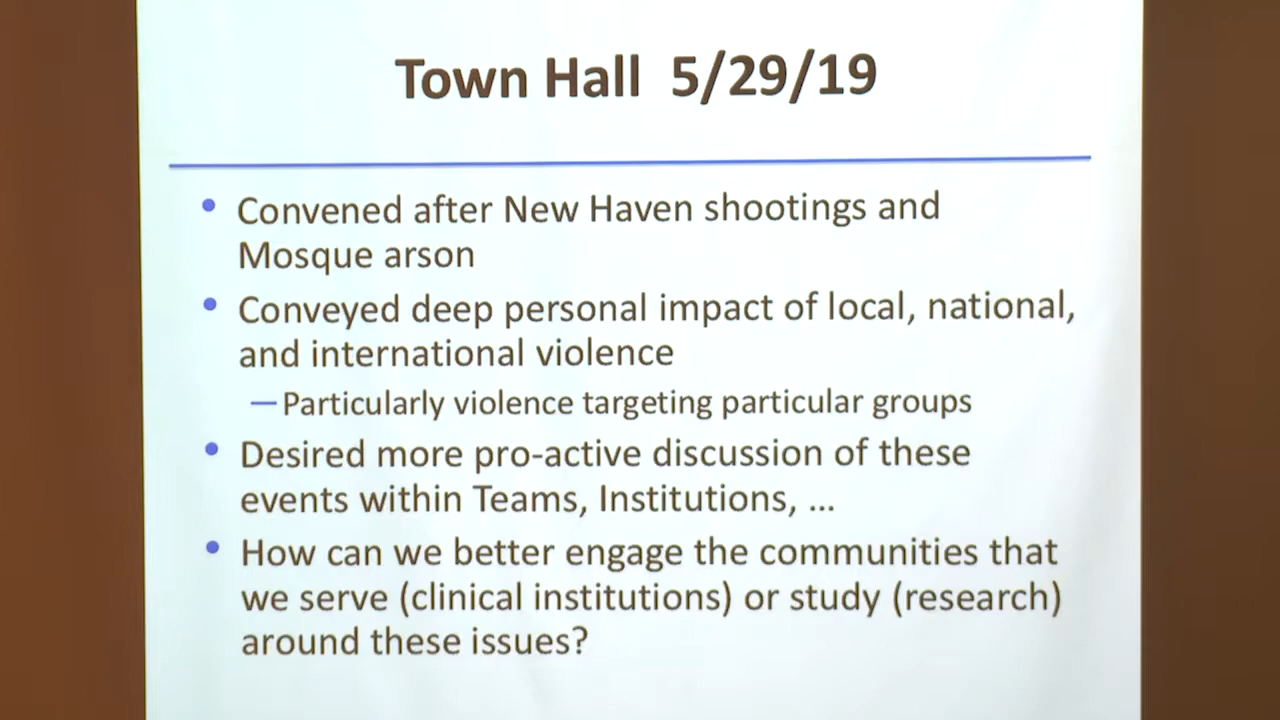 Town Hall 5/29/19
• Convened after New Haven shootings and
Mosque arson
• Conveyed deep personal impact of local, national,
and international violence
— Particularly violence targeting particular groups
• Desired more pro-active discussion of these
events within Teams, Institutions, ...
• How can we better engage the communities that
we serve (clinical institutions) or study (research)
around these issues?